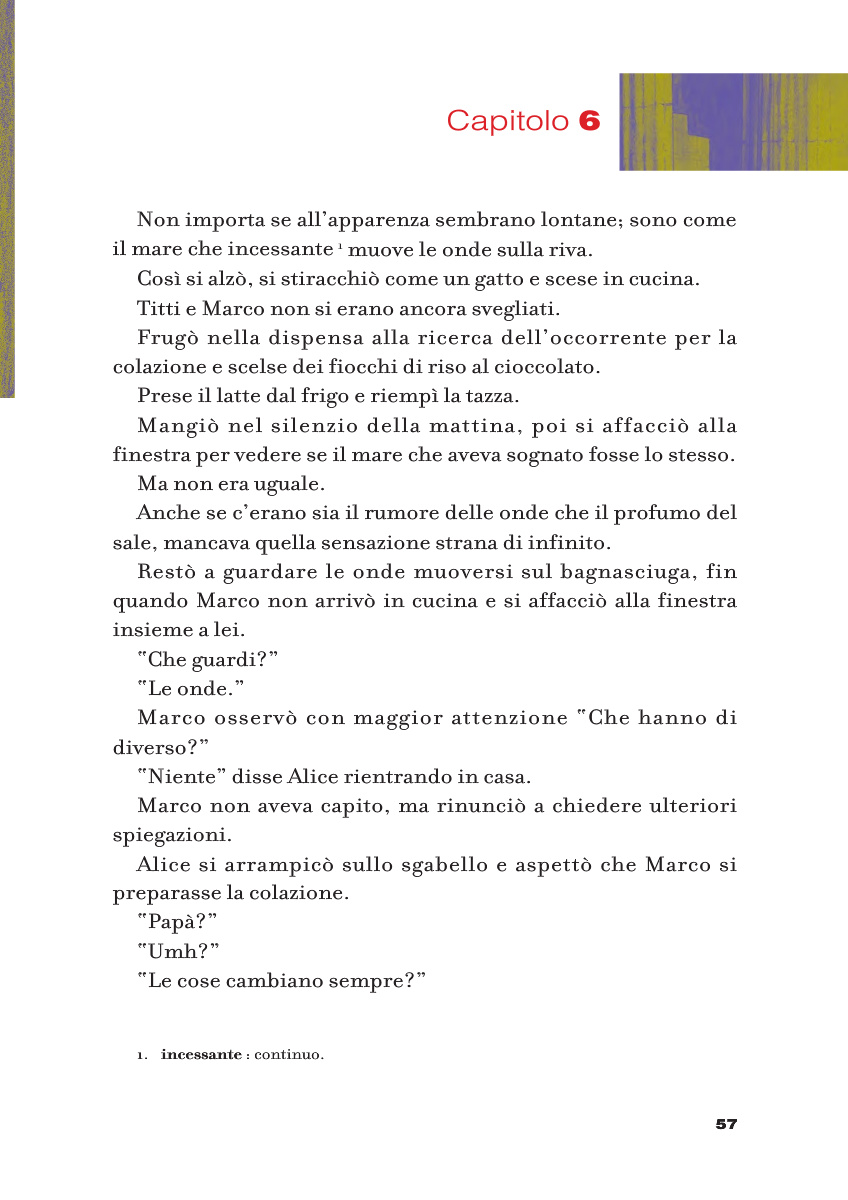 Capitolo 6
Non importa se all’apparenza sembrano lontane; sono come
il mare che incessante ¹ muove le onde sulla riva.
Così si alzò, si stiracchiò come un gatto e scese in cucina.
Titti e Marco non si erano ancora svegliati.
Frugò nella dispensa alla ricerca dell’occorrente per la
colazione e scelse dei fiocchi di riso al cioccolato.
Prese il latte dal frigo e riempì la tazza.
Mangiò nel silenzio della mattina, poi si affacciò alla
finestra per vedere se il mare che aveva sognato fosse lo stesso.
Ma non era uguale.
Anche se c’erano sia il rumore delle onde che il profumo del
sale, mancava quella sensazione strana di infinito.
Restò a guardare le onde muoversi sul bagnasciuga, fin
quando Marco non arrivò in cucina e si affacciò alla finestra
insieme a lei.
‟Che guardi?”
‟Le onde.”
Marco osservò con maggior attenzione ‟Che hanno di
diverso?”
‟Niente” disse Alice rientrando in casa.
Marco non aveva capito, ma rinunciò a chiedere ulteriori
spiegazioni.
Alice si arrampicò sullo sgabello e aspettò che Marco si
preparasse la colazione.
‟Papà?”
‟Umh?”
‟Le cose cambiano sempre?”
1. incessante : continuo.
57